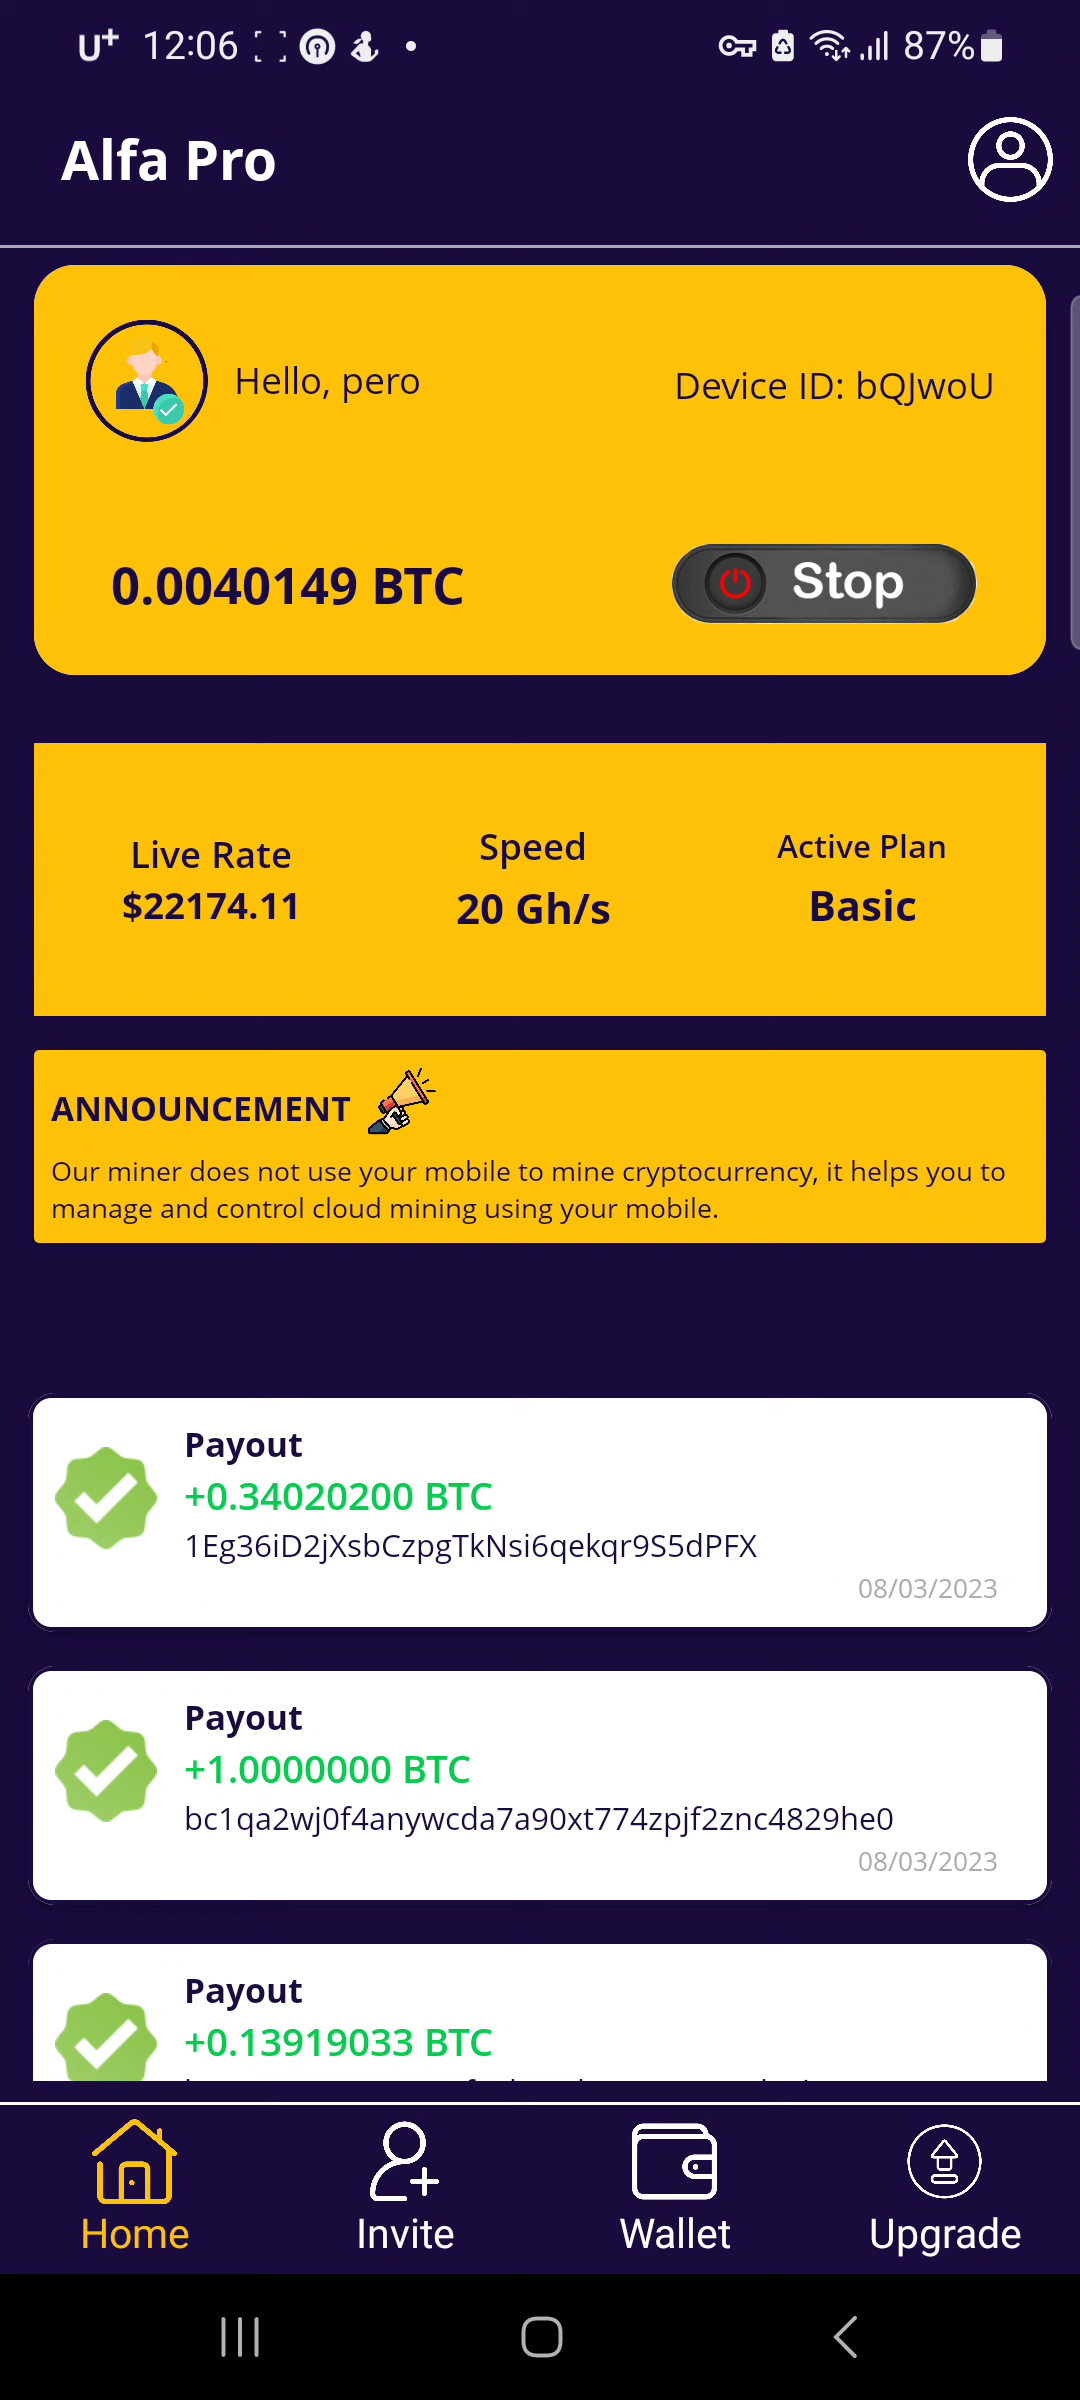 U+ 12:06 87%
Alfa Pro
Hello, pero
Device ID: bQJwoU
0.0040149 BTC
Stop
Live Rate
$22174.11
Speed
20 Gh/s
Active Plan
Basic
ANNOUNCEMENT
Our miner does not use your mobile to mine cryptocurrency, it helps you to
manage and control cloud mining using your mobile.
Payout
+0.34020200 BTC
1Eg36iD2jXsbCzpgTkNsi6qekqr9S5dPFX
08/03/2023
Payout
+1.0000000 BTC
bc1qa2wj0f4anywcda7a90xt774zpjf2znc4829he0
08/03/2023
Payout
+0.13919033 BTC
Home
Invite
Wallet
Upgrade